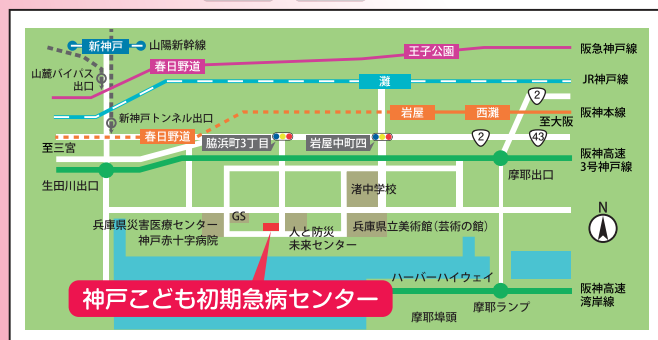 新神戸
山陽新幹線
王子公園
阪急神戸線
山麓バイパス
出口
春日野道
灘
JR神戸線
2
新神戸トンネル出口
岩屋
西灘
阪神本線
至大阪
春日野道
脇浜町3丁目
岩屋中町四
2
43
至三宮
阪神高速
3号神戸線
生田川出口
摩耶出口
渚中学校
N
兵庫県災害医療センター
神戸赤十字病院
GS
人と防災
未来センター
兵庫県立美術館(芸術の館)
ハーバーハイウェイ
神戸こども初期急病センター
阪神高速
湾岸線
摩耶ランプ
摩耶埠頭